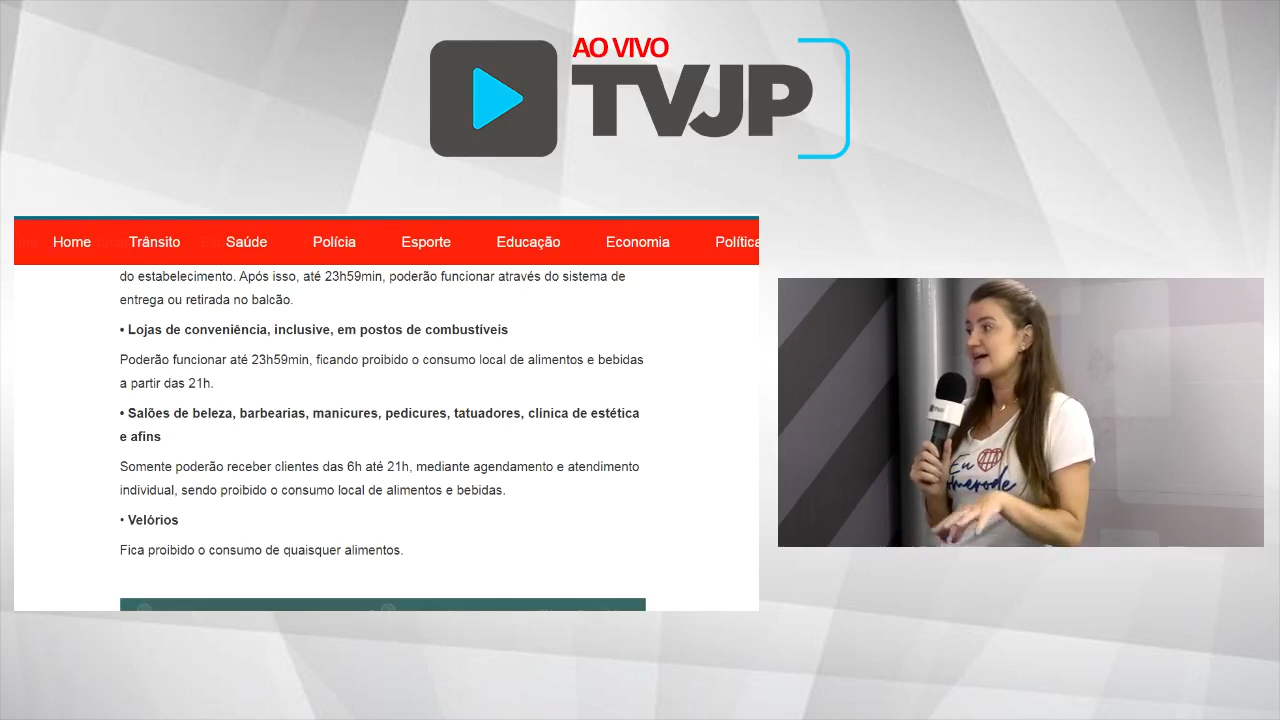 AO VIVO
TVJP
Home Trânsito Saúde Polícia Esporte Educação Economia Política
do estabelecimento. Após isso, até 23h59min, poderão funcionar através do sistema de
entrega ou retirada no balcão.
• Lojas de conveniência, inclusive, em postos de combustíveis
Poderão funcionar até 23h59min, ficando proibido o consumo local de alimentos e bebidas
a partir das 21h.
• Salões de beleza, barbearias, manicures, pedicures, tatuadores, clínica de estética
e afins
Somente poderão receber clientes das 6h até 21h, mediante agendamento e atendimento
individual, sendo proibido o consumo local de alimentos e bebidas.
• Velórios
Fica proibido o consumo de quaisquer alimentos.
Eu